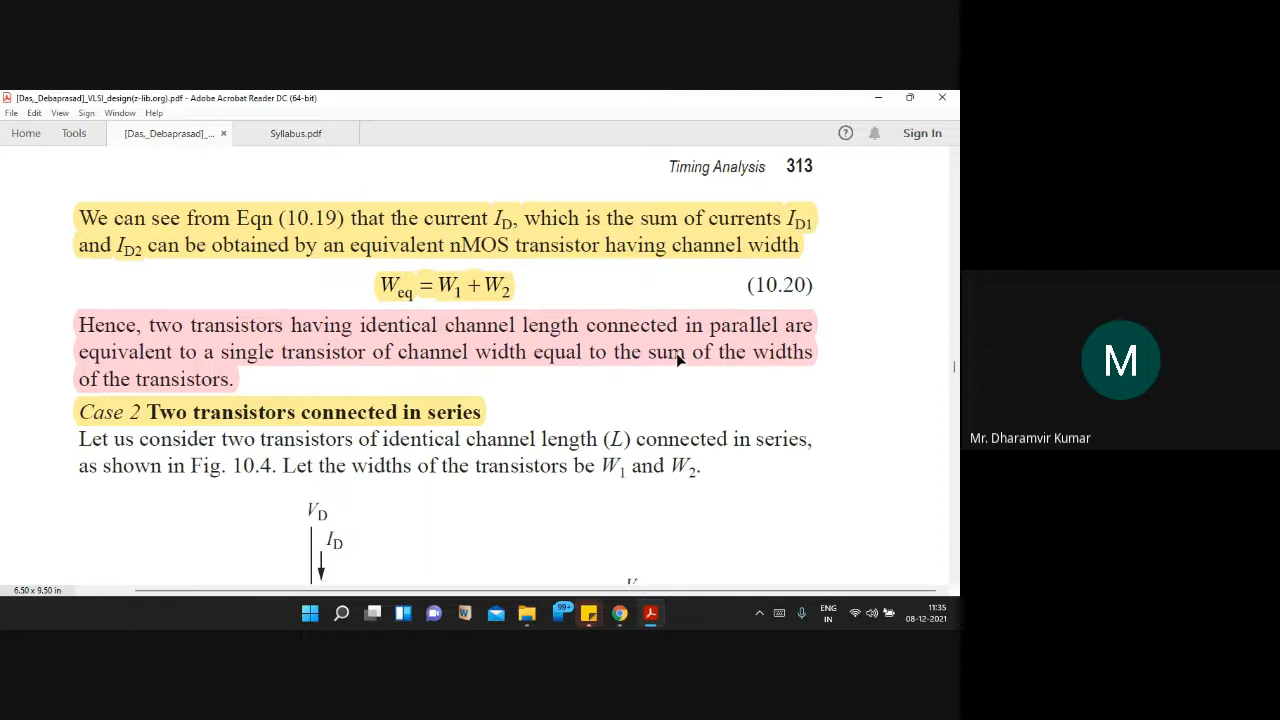 [Das,_Debaprasad]_VLSI_design(z-lib.org).pdf - Adobe Acrobat Reader DC (64-bit)
File Edit View Sign Window Help
Home Tools [Das,_Debaprasad]_... × Syllabus.pdf Sign In
Timing Analysis 313
We can see from Eqn (10.19) that the current I_D, which is the sum of currents I_D1
and I_D2 can be obtained by an equivalent nMOS transistor having channel width
W_eq = W_1 + W_2 (10.20)
Hence, two transistors having identical channel length connected in parallel are
equivalent to a single transistor of channel width equal to the sum of the widths
of the transistors.
Case 2 Two transistors connected in series
Let us consider two transistors of identical channel length (L) connected in series,
as shown in Fig. 10.4. Let the widths of the transistors be W_1 and W_2.
V_D
I_D
6.50 x 9.50 in
M
Mr. Dharamvir Kumar
99+
ENG
IN
11:35
08-12-2021